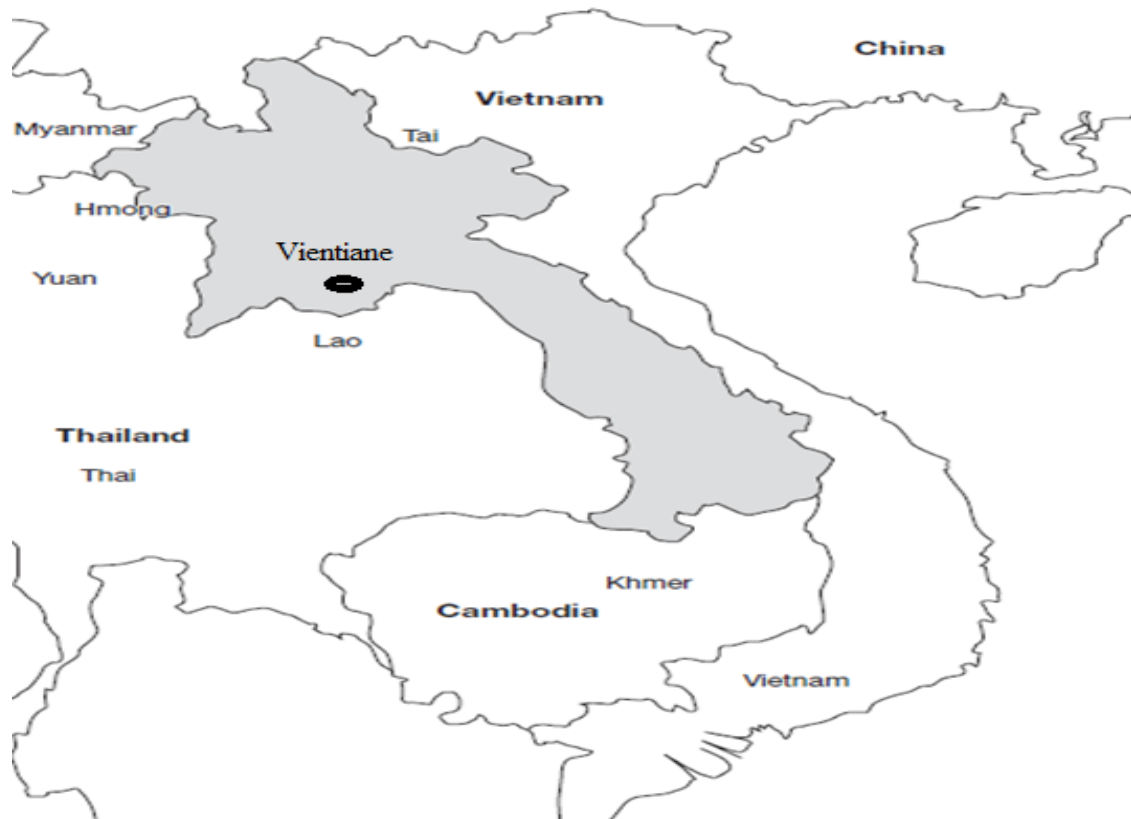 China
Vietnam
Myanmar
Tai
Hmong
Vientiane
Yuan
Lao
Thailand
Thai
Khmer
Cambodia
Vietnam